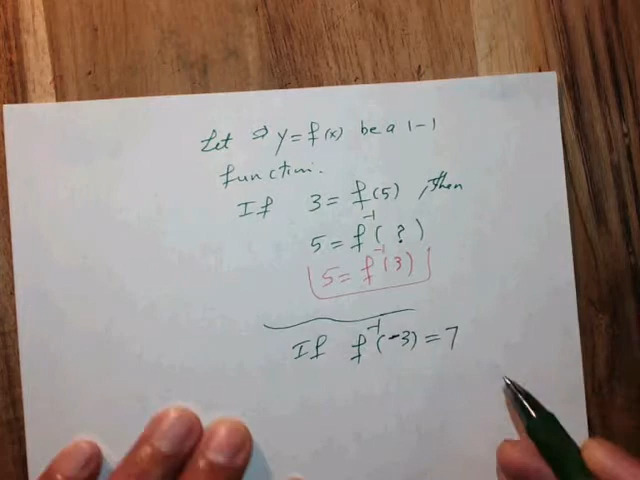 Let y = f(x) be a 1-1
function.
If 3 = f(5), then
5 = f⁻¹( ? )
5 = f⁻¹(3)
If f⁻¹(-3) = 7